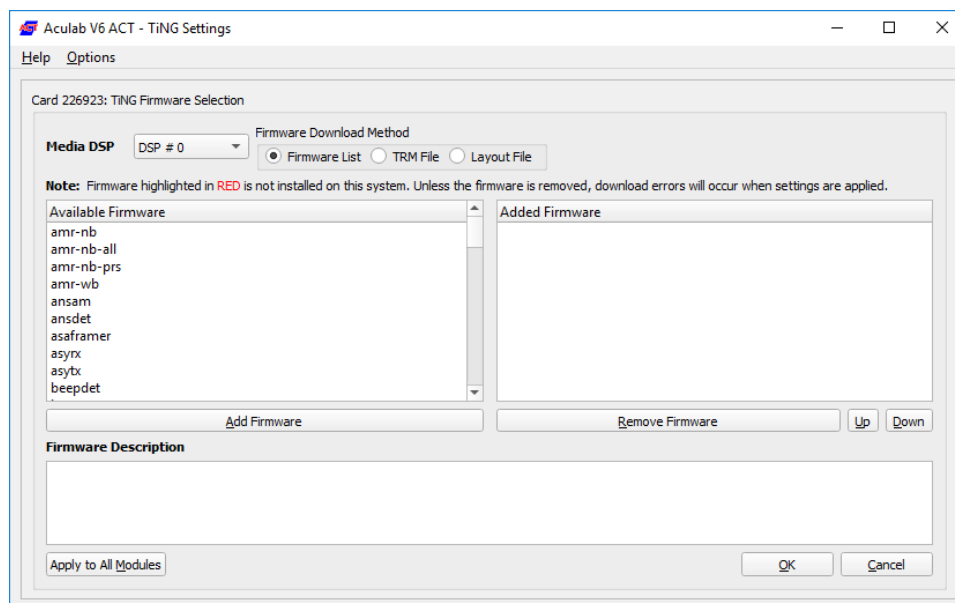 ACT Aculab V6 ACT - TiNG Settings
Help Options
Card 226923: TiNG Firmware Selection
Media DSP DSP # 0
Firmware Download Method
Firmware List TRM File Layout File
Note: Firmware highlighted in RED is not installed on this system. Unless the firmware is removed, download errors will occur when settings are applied.
Available Firmware
amr-nb
amr-nb-all
amr-nb-prs
amr-wb
ansam
ansdet
asaframer
asyrx
asytx
beepdet
Add Firmware
Added Firmware
Remove Firmware Up Down
Firmware Description
Apply to All Modules OK Cancel